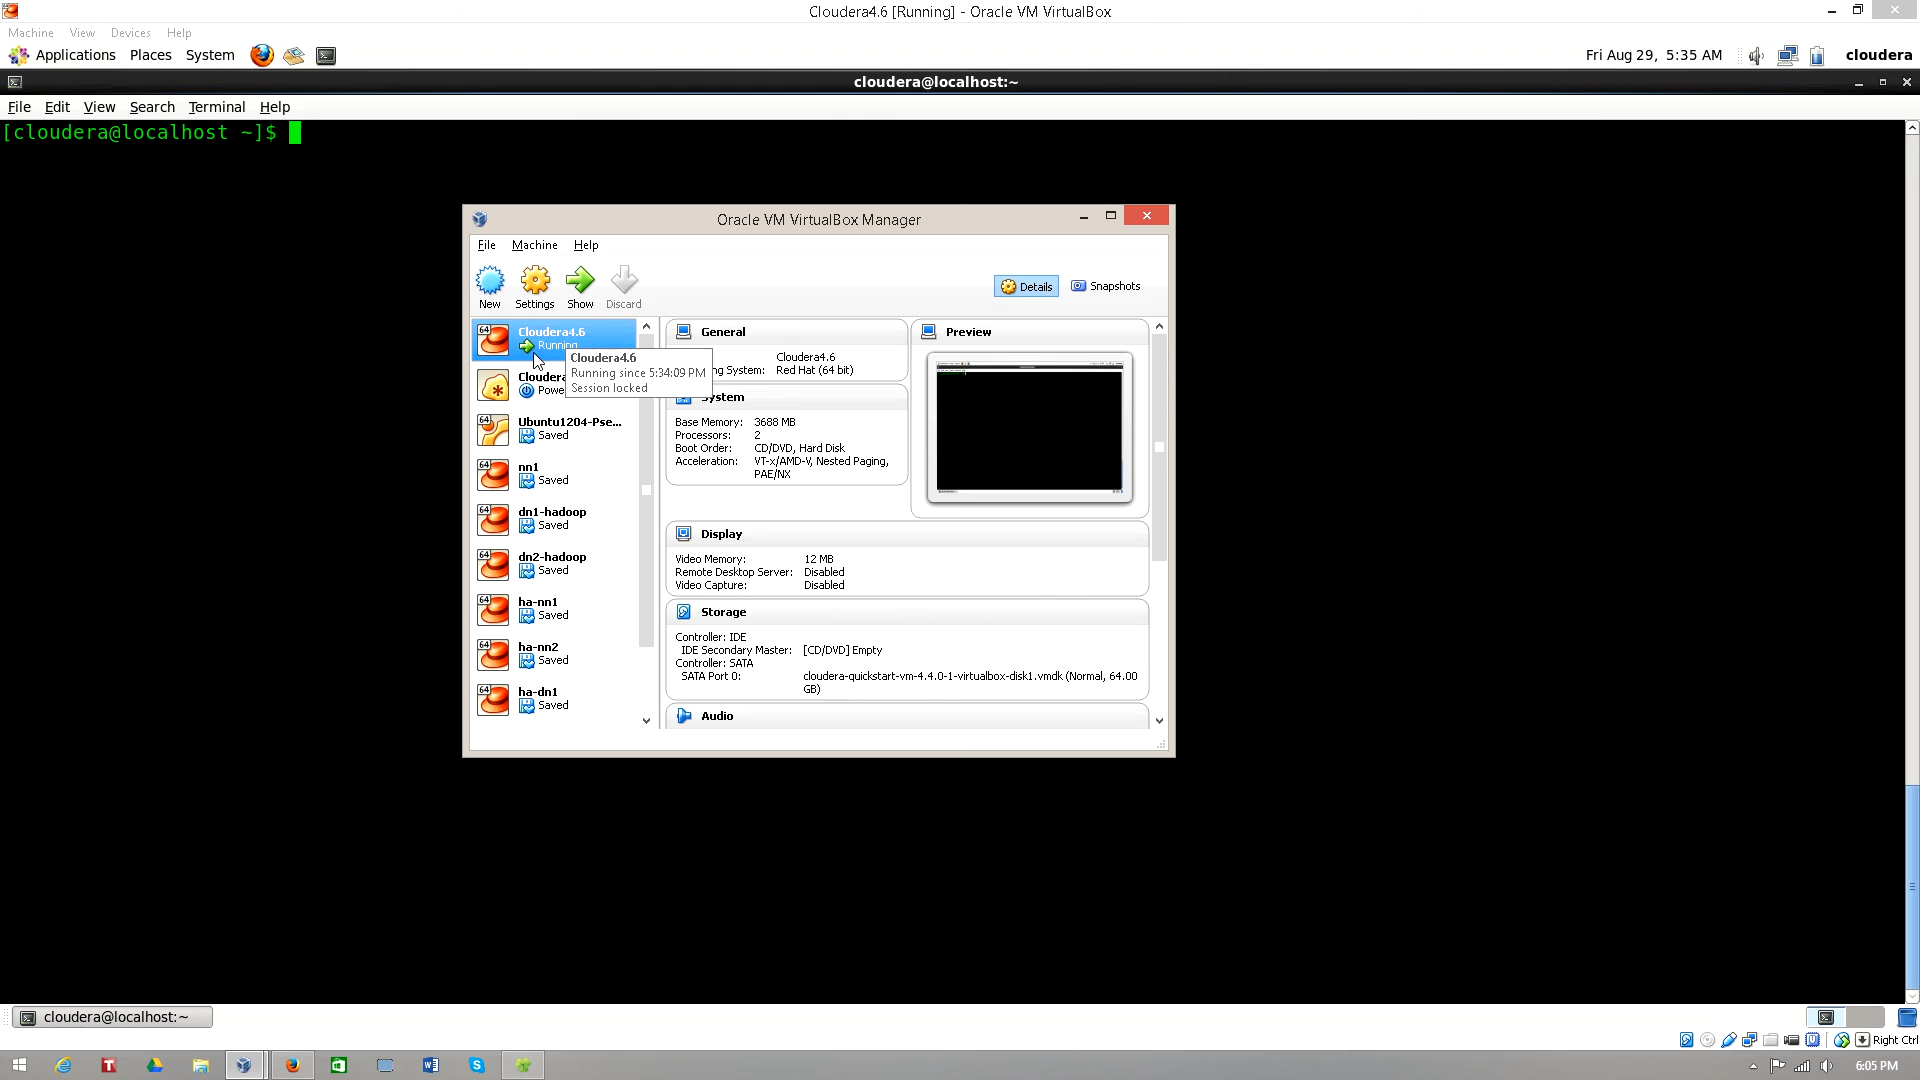 Cloudera4.6 [Running] - Oracle VM VirtualBox
Machine View Devices Help
Applications Places System Fri Aug 29, 5:35 AM cloudera
cloudera@localhost:~
File Edit View Search Terminal Help
[cloudera@localhost ~]$
Oracle VM VirtualBox Manager
File Machine Help
New Settings Show Discard Details Snapshots
Cloudera4.6
Running
Cloudera
Powe
Ubuntu1204-Pse...
Saved
nn1
Saved
dn1-hadoop
Saved
dn2-hadoop
Saved
ha-nn1
Saved
ha-nn2
Saved
ha-dn1
Saved
Cloudera4.6
Running since 5:34:09 PM
Session locked
General
Cloudera4.6
ng System: Red Hat (64 bit)
System
Base Memory: 3688 MB
Processors: 2
Boot Order: CD/DVD, Hard Disk
Acceleration: VT-x/AMD-V, Nested Paging,
PAE/NX
Preview
Display
Video Memory: 12 MB
Remote Desktop Server: Disabled
Video Capture: Disabled
Storage
Controller: IDE
IDE Secondary Master: [CD/DVD] Empty
Controller: SATA
SATA Port 0: cloudera-quickstart-vm-4.4.0-1-virtualbox-disk1.vmdk (Normal, 64.00
GB)
Audio
cloudera@localhost:~
Right Ctrl
6:05 PM